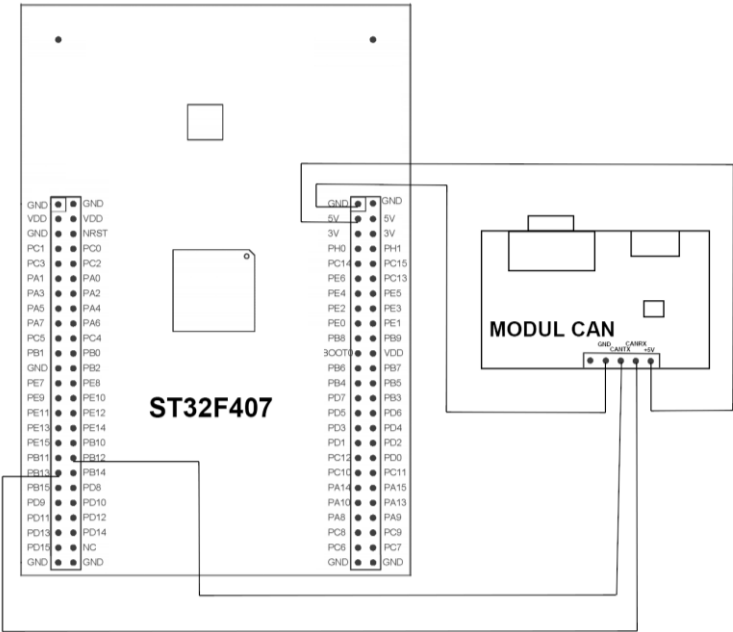 GND GND GND GND
VDD VDD 5V 5V
GND NRST 3V 3V
PC1 PC0 PH0 PH1
PC3 PC2 PC14 PC15
PA1 PA0 PE6 PC13
PA3 PA2 PE4 PE5
PA5 PA4 PE2 PE3
PA7 PA6 PE0 PE1
PC5 PC4 PB8 PB9
PB1 PB0 BOOT0 VDD
GND PB2 PB6 PB7
PE7 PE8 PB4 PB5
PE9 PE10 PD7 PB3
PE11 PE12 PD5 PD6
PE13 PE14 PD3 PD4
PE15 PB10 PD1 PD2
PB11 PB12 PC12 PD0
PB13 PB14 PC10 PC11
PB15 PD8 PA14 PA15
PD9 PD10 PA10 PA13
PD11 PD12 PA8 PA9
PD13 PD14 PC8 PC9
PD15 NC PC6 PC7
GND GND GND GND
ST32F407
MODUL CAN
GND CANRX
CANTX +5V